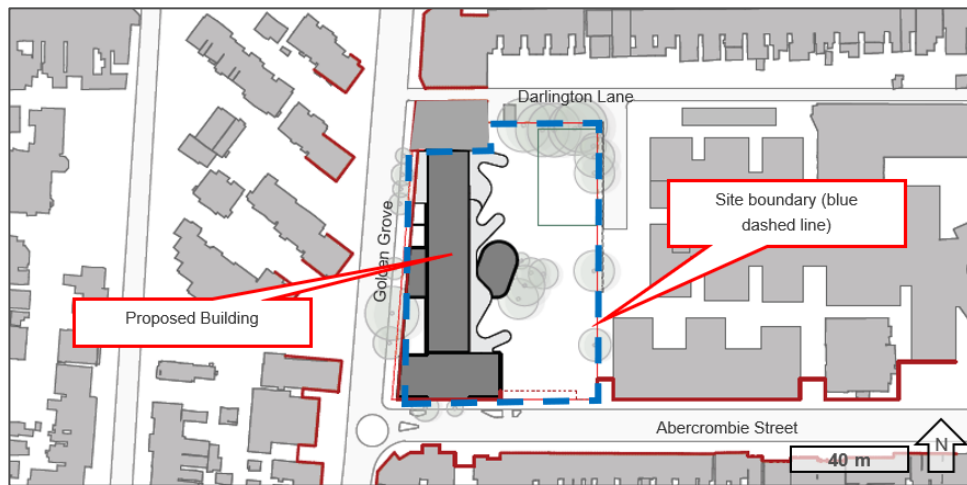 Darlington Lane
Site boundary (blue
dashed line)
Golden Grove
Proposed Building
Abercrombie Street
N
40 m